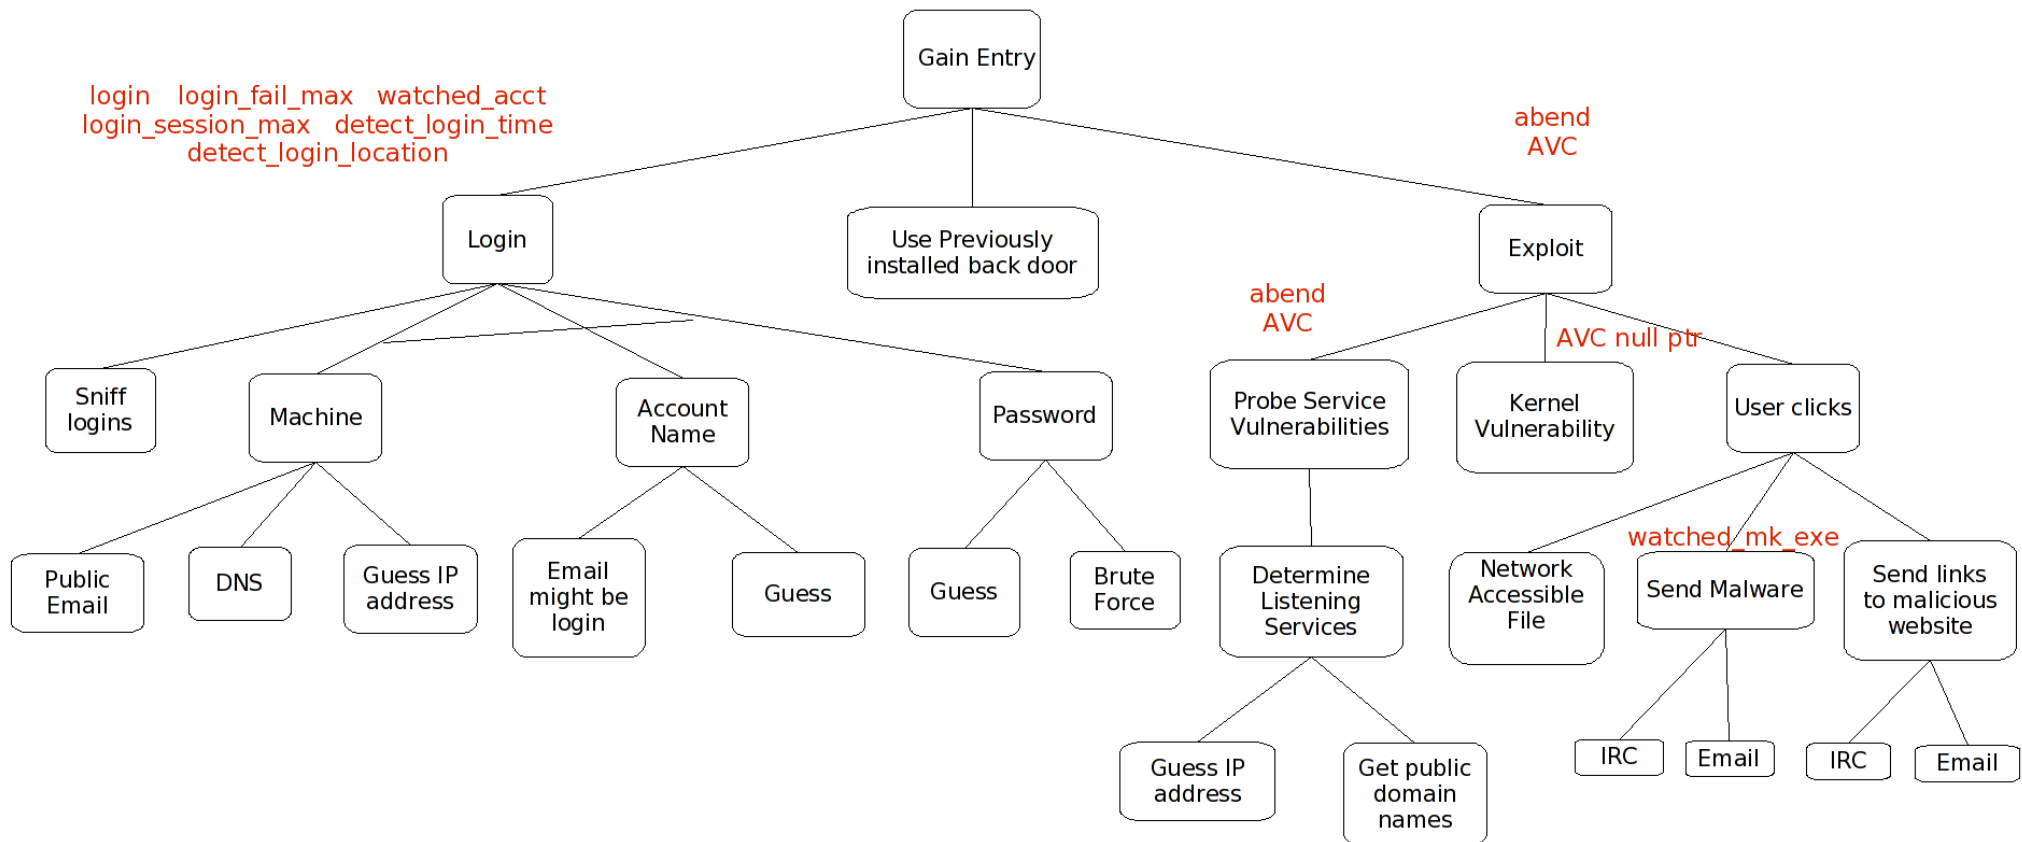 Gain Entry
login login_fail_max watched_acct
login_session_max detect_login_time
detect_login_location
abend
AVC
Login
Use Previously
installed back door
Exploit
abend
AVC
AVC null ptr
Sniff
logins
Machine
Account
Name
Password
Probe Service
Vulnerabilities
Kernel
Vulnerability
User clicks
watched_mk_exe
Public
Email
DNS
Guess IP
address
Email
might be
login
Guess
Guess
Brute
Force
Determine
Listening
Services
Network
Accessible
File
Send Malware
Send links
to malicious
website
Guess IP
address
Get public
domain
names
IRC
Email
IRC
Email